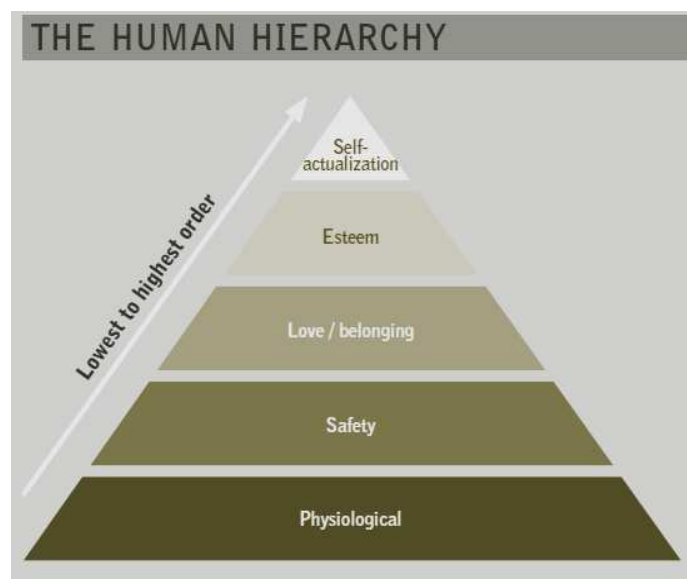 THE HUMAN HIERARCHY
Self-
actualization
Esteem
Lowest to highest order
Love / belonging
Safety
Physiological